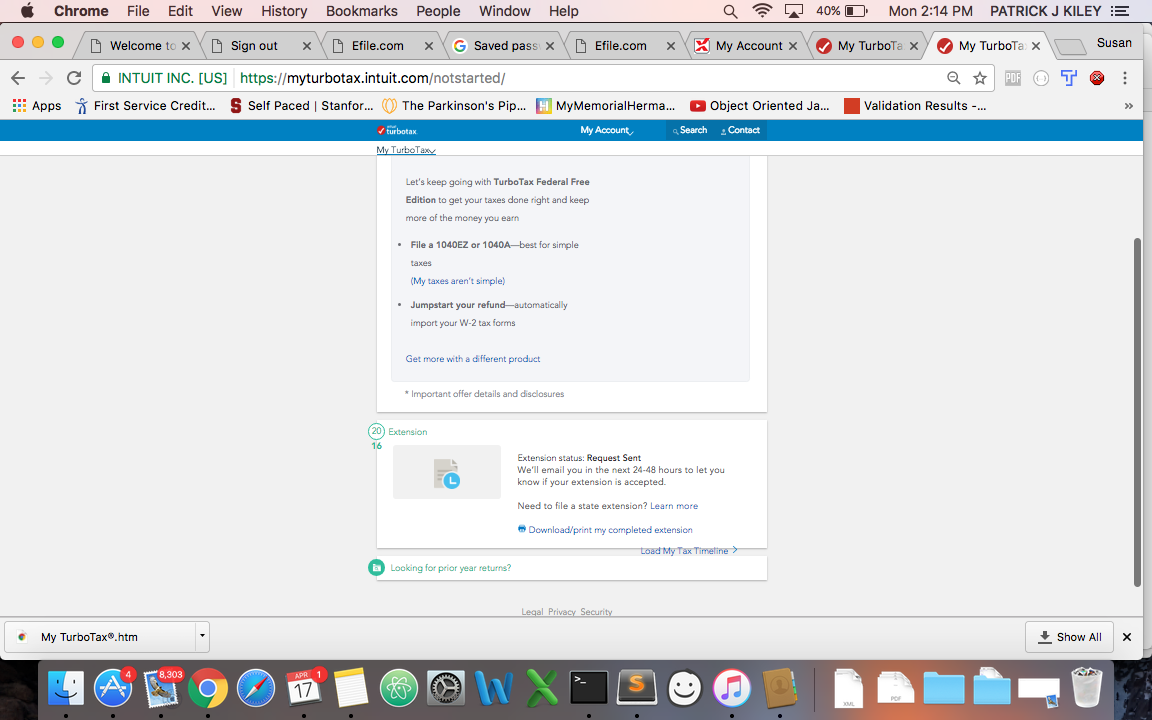 Chrome File Edit View History Bookmarks People Window Help 40% Mon 2:14 PM PATRICK J KILEY
Welcome to Sign out Efile.com Saved pass Efile.com My Account My TurboTa My TurboTa Susan
INTUIT INC. [US] https://myturbotax.intuit.com/notstarted/
Apps First Service Credit... Self Paced | Stanfor... The Parkinson's Pip... MyMemorialHerma... Object Oriented Ja... Validation Results -... »
turbotax My Account Search Contact
My TurboTax
Let's keep going with TurboTax Federal Free
Edition to get your taxes done right and keep
more of the money you earn
• File a 1040EZ or 1040A—best for simple
taxes
(My taxes aren't simple)
• Jumpstart your refund—automatically
import your W-2 tax forms
Get more with a different product
* Important offer details and disclosures
20 Extension
16
Extension status: Request Sent
We'll email you in the next 24-48 hours to let you
know if your extension is accepted.
Need to file a state extension? Learn more
Download/print my completed extension
Load My Tax Timeline
Looking for prior year returns?
Legal Privacy Security
My TurboTax®.htm Show All
4 8,303 APR 17 1 XML PDF